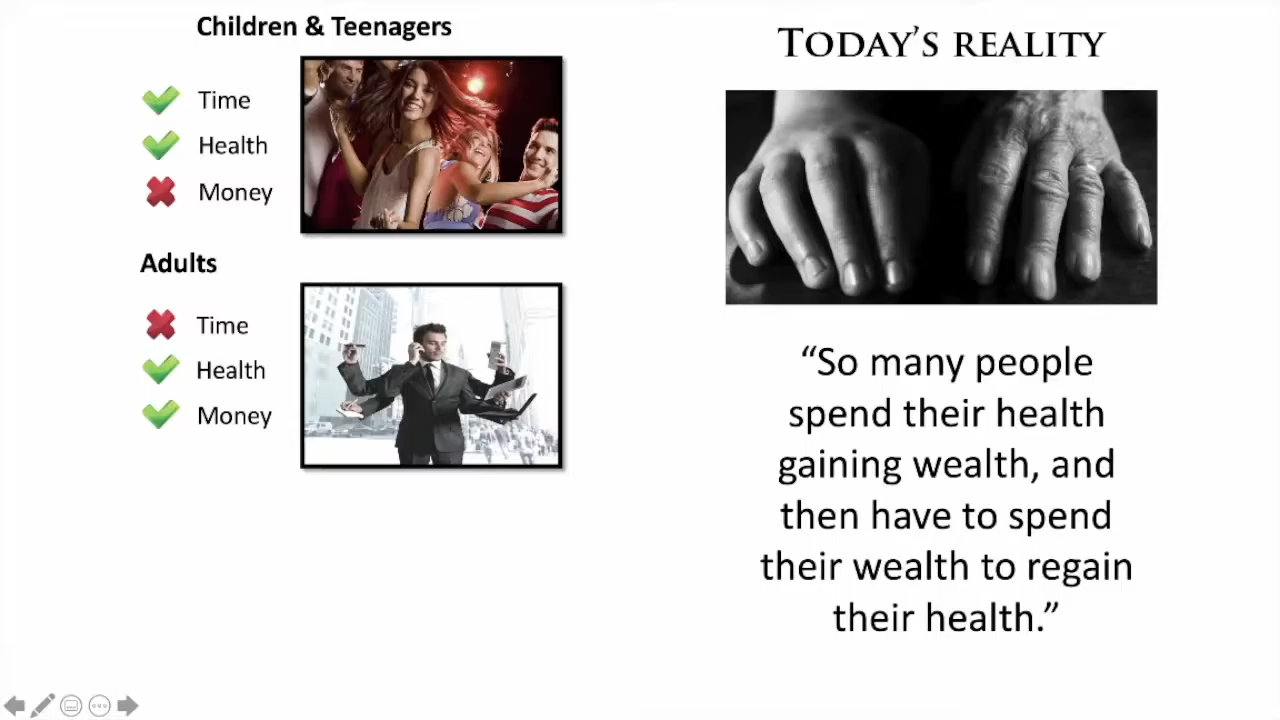 Children & Teenagers
Time
Health
Money
Adults
Time
Health
Money
TODAY'S REALITY
“So many people
spend their health
gaining wealth, and
then have to spend
their wealth to regain
their health.”